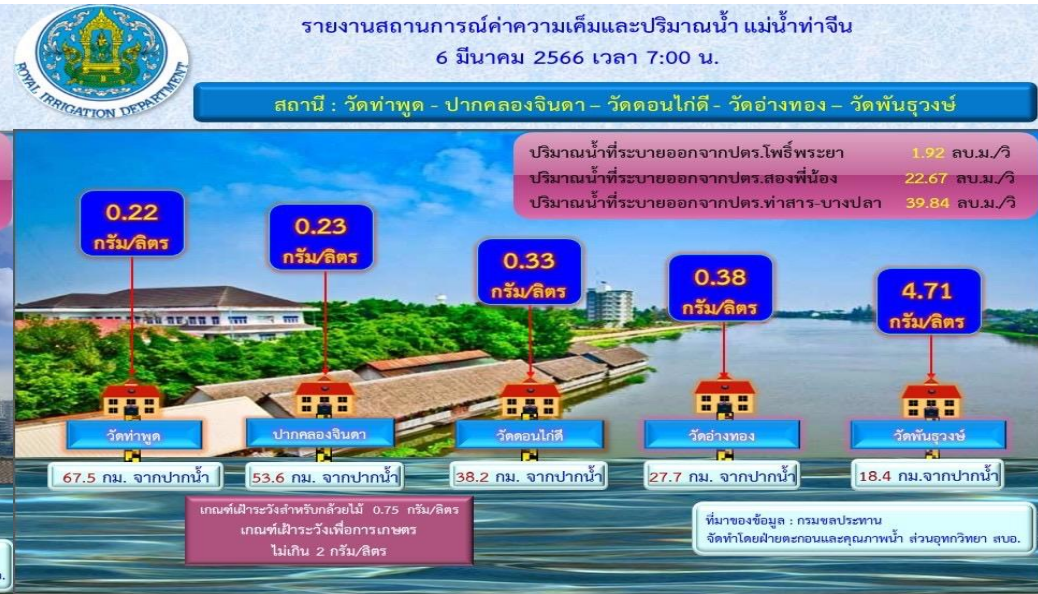 รายงานสถานการณ์ค่าความเค็มและปริมาณน้ำ แม่น้ำท่าจีน
6 มีนาคม 2566 เวลา 7:00 น.
ROYAL IRRIGATION DEPARTMENT
สถานี : วัดท่าพูด - ปากคลองจินดา – วัดดอนไก่ดี - วัดอ่างทอง – วัดพันธุวงษ์
ปริมาณน้ำที่ระบายออกจากปตร.โพธิ์พระยา 1.92 ลบ.ม./วิ
ปริมาณน้ำที่ระบายออกจากปตร.สองพี่น้อง 22.67 ลบ.ม./วิ
ปริมาณน้ำที่ระบายออกจากปตร.ท่าสาร-บางปลา 39.84 ลบ.ม./วิ
0.22
กรัม/ลิตร
0.23
กรัม/ลิตร
0.33
กรัม/ลิตร
0.38
กรัม/ลิตร
4.71
กรัม/ลิตร
วัดท่าพูด
ปากคลองจินดา
วัดดอนไก่ดี
วัดอ่างทอง
วัดพันธุวงษ์
67.5 กม. จากปากน้ำ
53.6 กม. จากปากน้ำ
38.2 กม. จากปากน้ำ
27.7 กม. จากปากน้ำ
18.4 กม.จากปากน้ำ
เกณฑ์เฝ้าระวังสำหรับกล้วยไม้ 0.75 กรัม/ลิตร
เกณฑ์เฝ้าระวังเพื่อการเกษตร
ไม่เกิน 2 กรัม/ลิตร
ที่มาของข้อมูล : กรมชลประทาน
จัดทำโดยฝ่ายตะกอนและคุณภาพน้ำ ส่วนอุทกวิทยา สบอ.